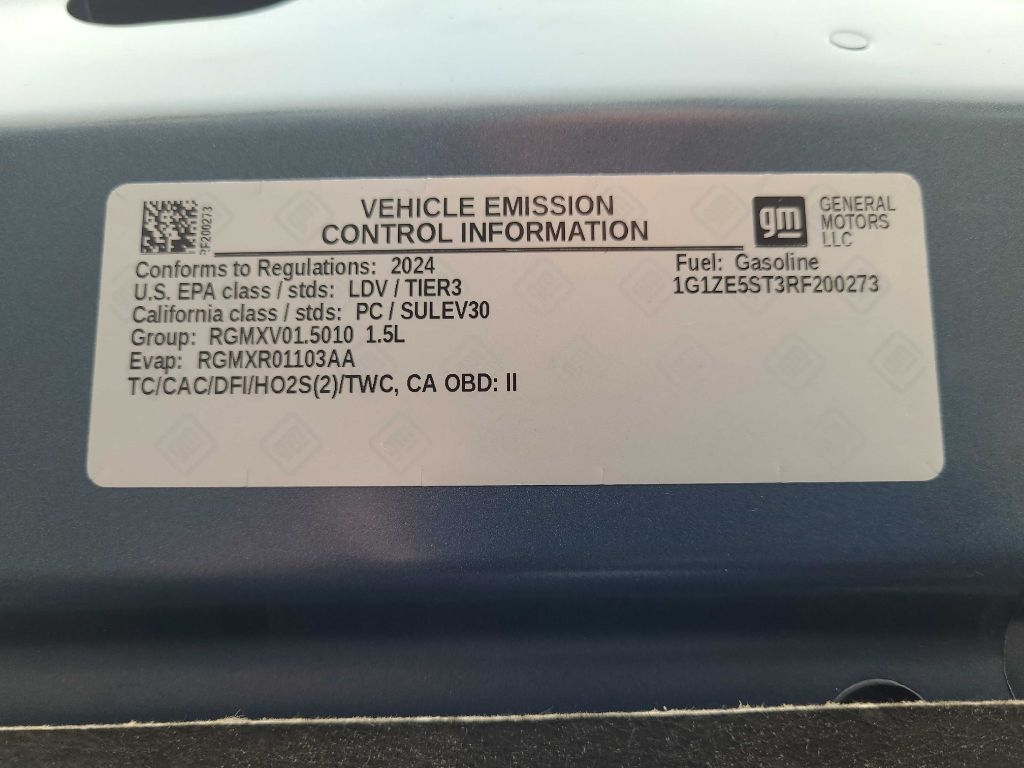 VEHICLE EMISSION
CONTROL INFORMATION
gm
GENERAL
MOTORS
LLC
RF200273
Conforms to Regulations: 2024
U.S. EPA class / stds: LDV / TIER3
California class / stds: PC / SULEV30
Group: RGMXV01.5010 1.5L
Evap: RGMXR01103AA
TC/CAC/DFI/HO2S(2)/TWC, CA OBD: II
Fuel: Gasoline
1G1ZE5ST3RF200273